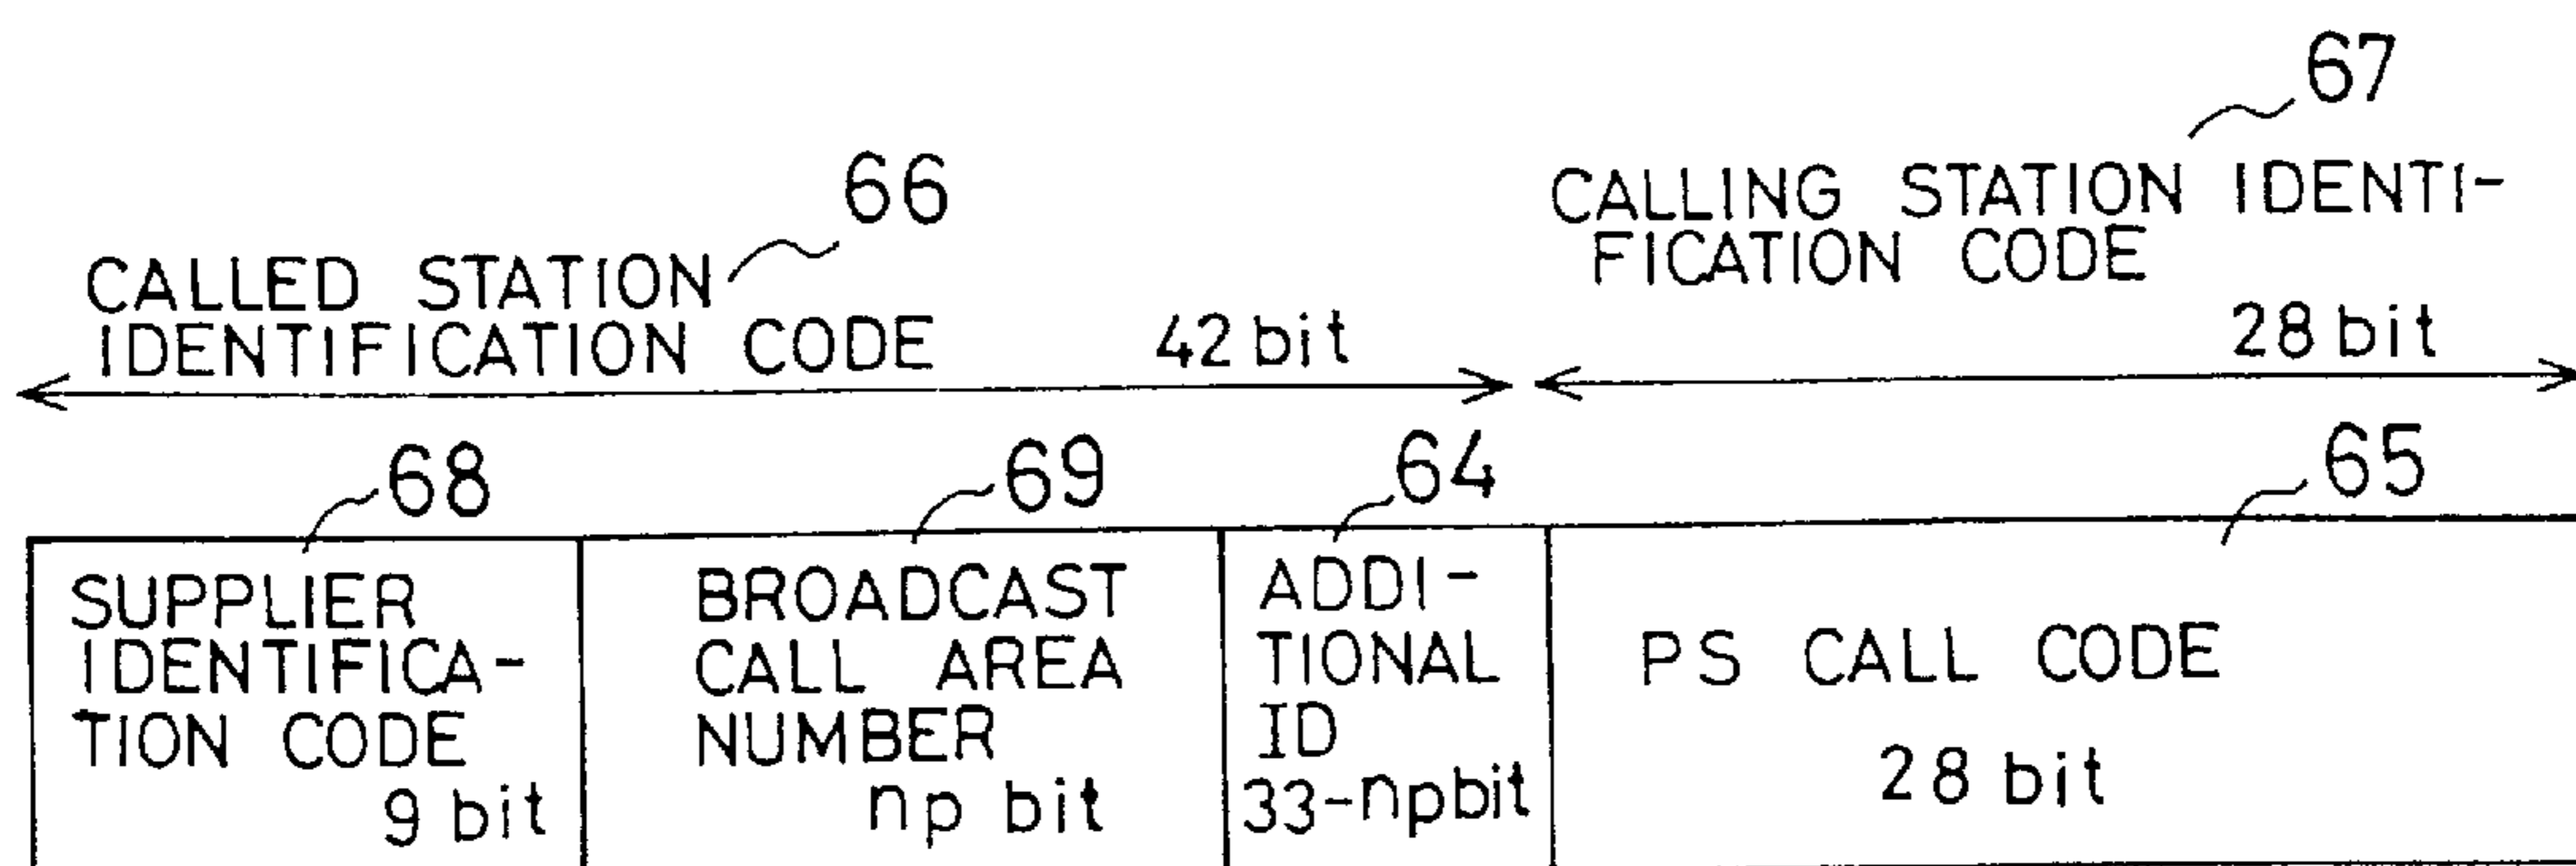 67
66
CALLING STATION IDENTI-
FICATION CODE
CALLED STATION
IDENTIFICATION CODE
42 bit
28 bit
68
69
64
65
SUPPLIER
IDENTIFICA-
TION CODE
9 bit
BROADCAST
CALL AREA
NUMBER
np bit
ADDI-
TIONAL
ID
33-npbit
PS CALL CODE
28 bit